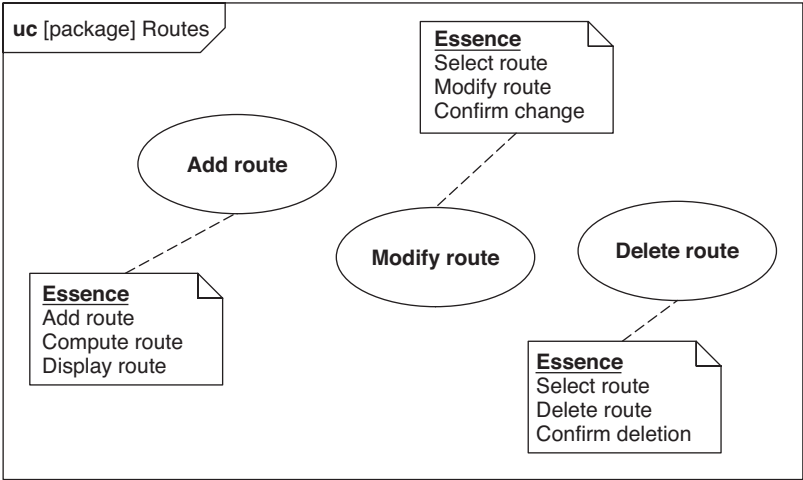 uc [package] Routes
Essence
Select route
Modify route
Confirm change
Add route
Modify route
Delete route
Essence
Add route
Compute route
Display route
Essence
Select route
Delete route
Confirm deletion